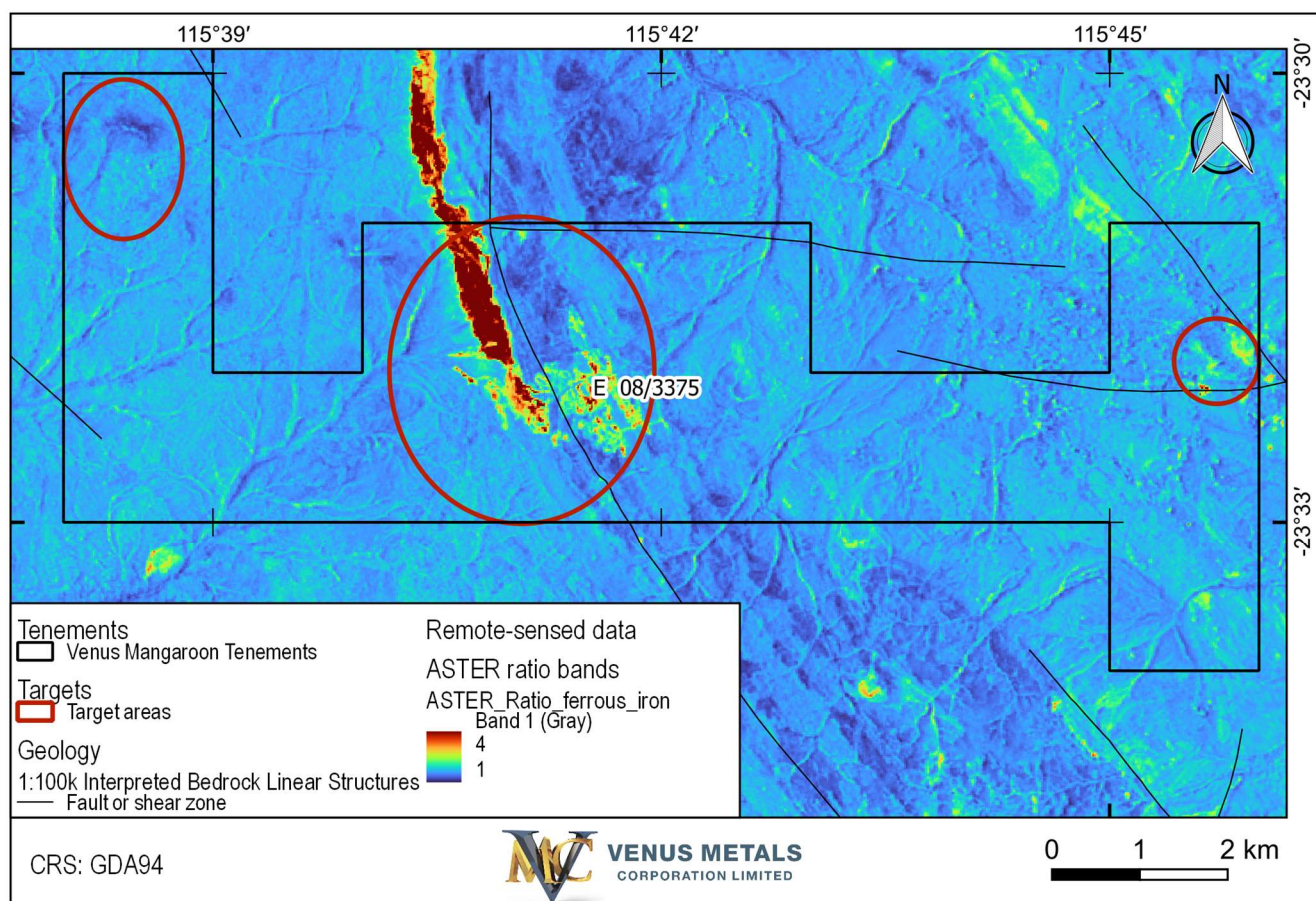 115°39′ 115°42′ 115°45′
-23°30′
N
E 08/3375
-23°33′
Tenements
Venus Mangaroon Tenements
Targets
Target areas
Geology
1:100k Interpreted Bedrock Linear Structures
Fault or shear zone
Remote-sensed data
ASTER ratio bands
ASTER_Ratio_ferrous_iron
Band 1 (Gray)
4
1
CRS: GDA94
VMC
VENUS METALS
CORPORATION LIMITED
0 1 2 km